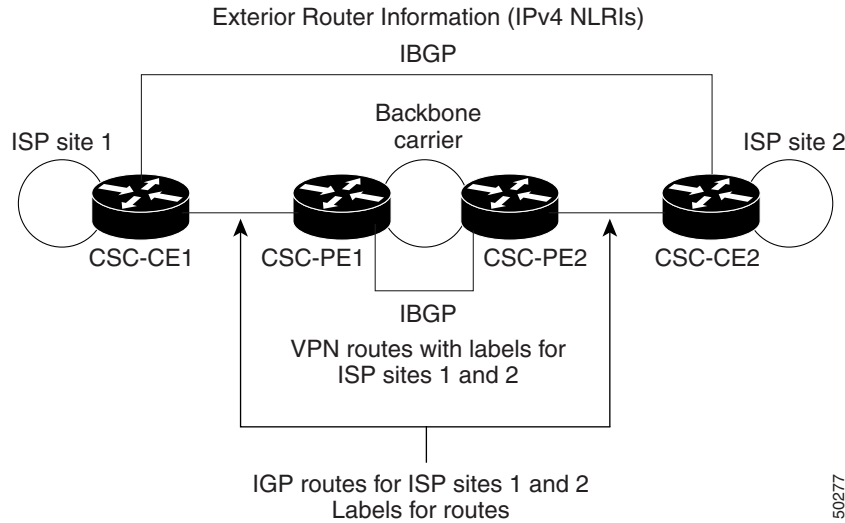 Exterior Router Information (IPv4 NLRIs)
IBGP
Backbone
carrier
ISP site 1
ISP site 2
CSC-CE1
CSC-PE1
CSC-PE2
CSC-CE2
IBGP
VPN routes with labels for
ISP sites 1 and 2
IGP routes for ISP sites 1 and 2
Labels for routes
50277